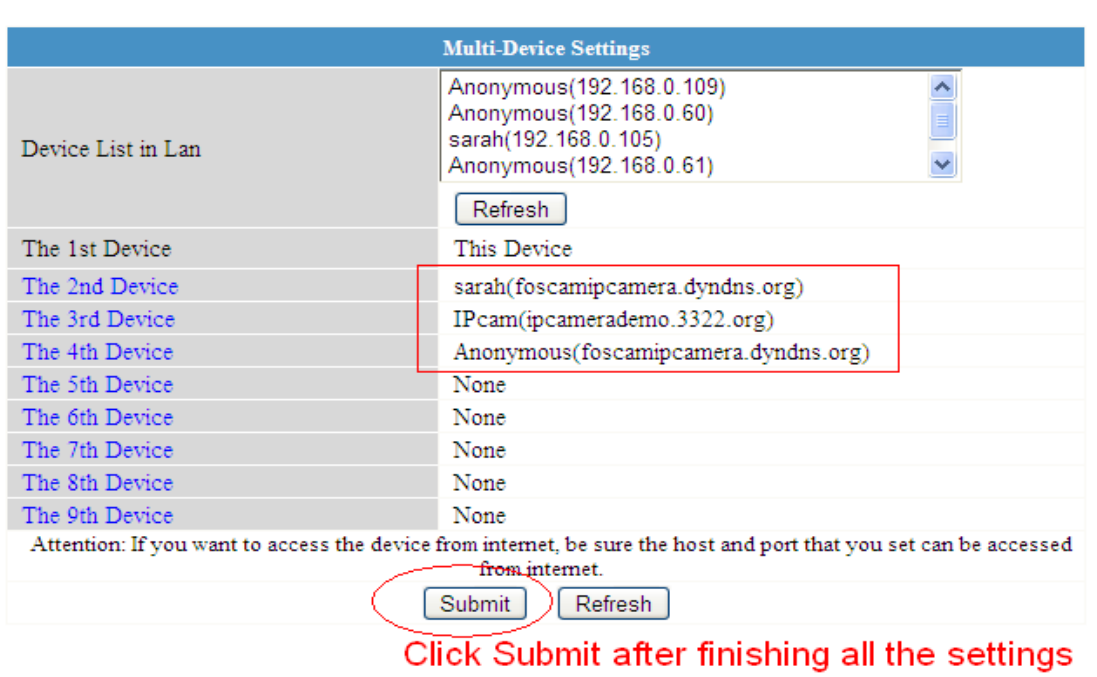 Multi-Device Settings
Device List in Lan
Anonymous(192.168.0.109)
Anonymous(192.168.0.60)
sarah(192.168.0.105)
Anonymous(192.168.0.61)
Refresh
The 1st Device This Device
The 2nd Device sarah(foscamipcamera.dyndns.org)
The 3rd Device IPcam(ipcamerademo.3322.org)
The 4th Device Anonymous(foscamipcamera.dyndns.org)
The 5th Device None
The 6th Device None
The 7th Device None
The 8th Device None
The 9th Device None
Attention: If you want to access the device from internet, be sure the host and port that you set can be accessed
from internet.
Submit Refresh
Click Submit after finishing all the settings